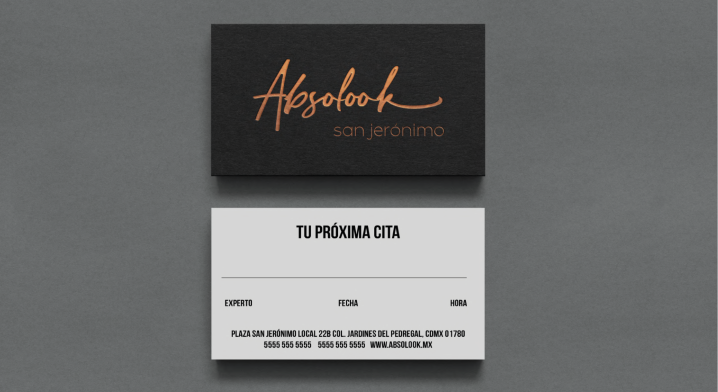 Absolook
san jerónimo
TU PRÓXIMA CITA
EXPERTO FECHA HORA
PLAZA SAN JERÓNIMO LOCAL 22B COL. JARDINES DEL PEDREGAL, CDMX 01780
5555 555 5555 5555 555 5555 WWW.ABSOLOOK.MX